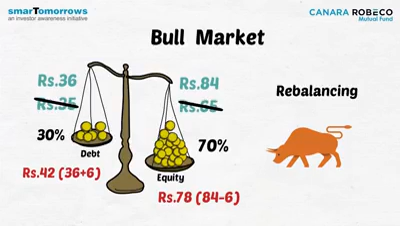 smarTomorrows
an investor awareness initiative
CANARA ROBECO
Mutual Fund
Bull Market
Rs.36
Rs.35
Rs.84
Rs.65
Rebalancing
30%
70%
Debt
Equity
Rs.42 (36+6)
Rs.78 (84-6)